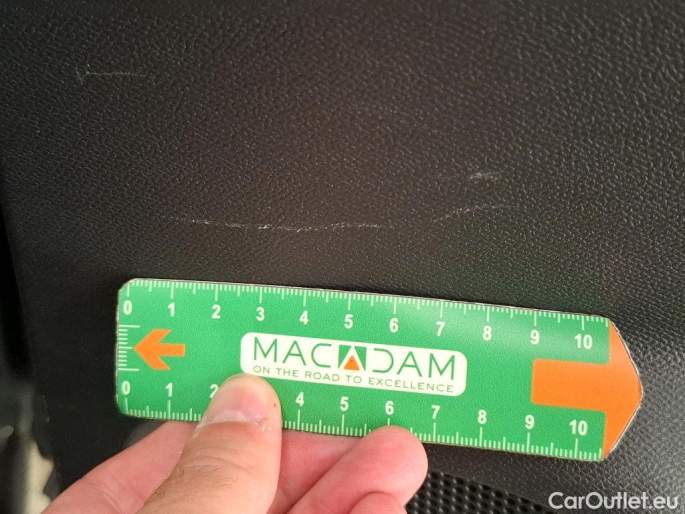 0 1 2 3 4 5 6 7 8 9 10
MACADAM
ON THE ROAD TO EXCELLENCE
0 1 2 4 5 6 7 8 9 10
CarOutlet.eu